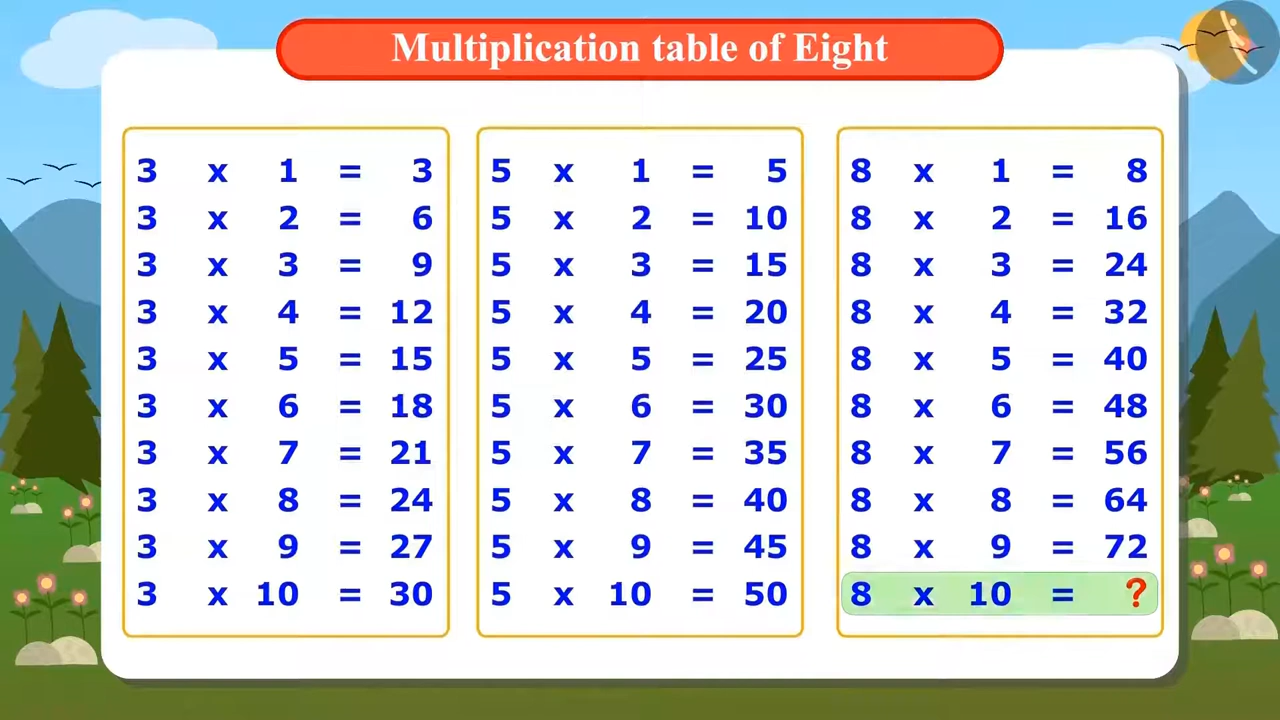 Multiplication table of Eight
3 x 1 = 3
3 x 2 = 6
3 x 3 = 9
3 x 4 = 12
3 x 5 = 15
3 x 6 = 18
3 x 7 = 21
3 x 8 = 24
3 x 9 = 27
3 x 10 = 30
5 x 1 = 5
5 x 2 = 10
5 x 3 = 15
5 x 4 = 20
5 x 5 = 25
5 x 6 = 30
5 x 7 = 35
5 x 8 = 40
5 x 9 = 45
5 x 10 = 50
8 x 1 = 8
8 x 2 = 16
8 x 3 = 24
8 x 4 = 32
8 x 5 = 40
8 x 6 = 48
8 x 7 = 56
8 x 8 = 64
8 x 9 = 72
8 x 10 = ?